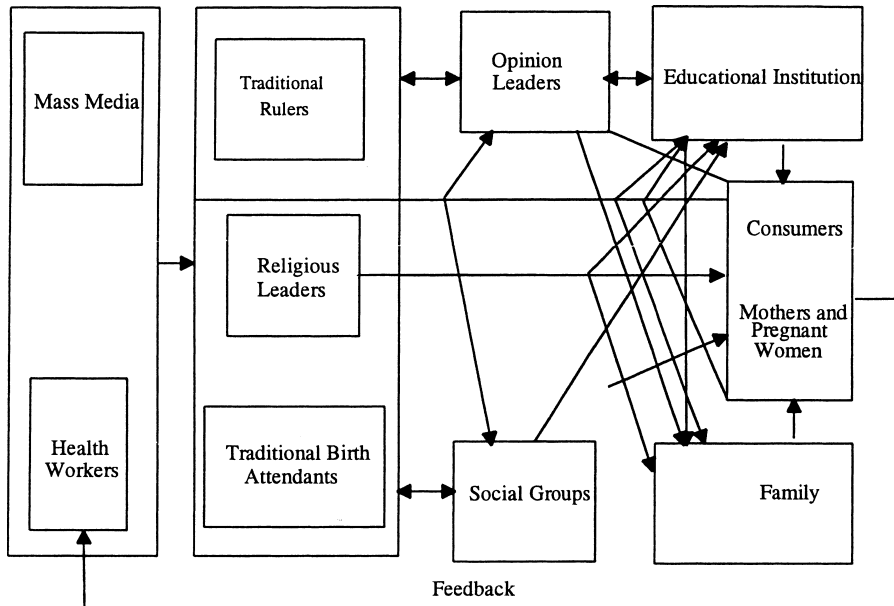 Mass Media
Health
Workers
Traditional
Rulers
Religious
Leaders
Traditional Birth
Attendants
Opinion
Leaders
Social Groups
Educational Institution
Consumers
Mothers and
Pregnant
Women
Family
Feedback